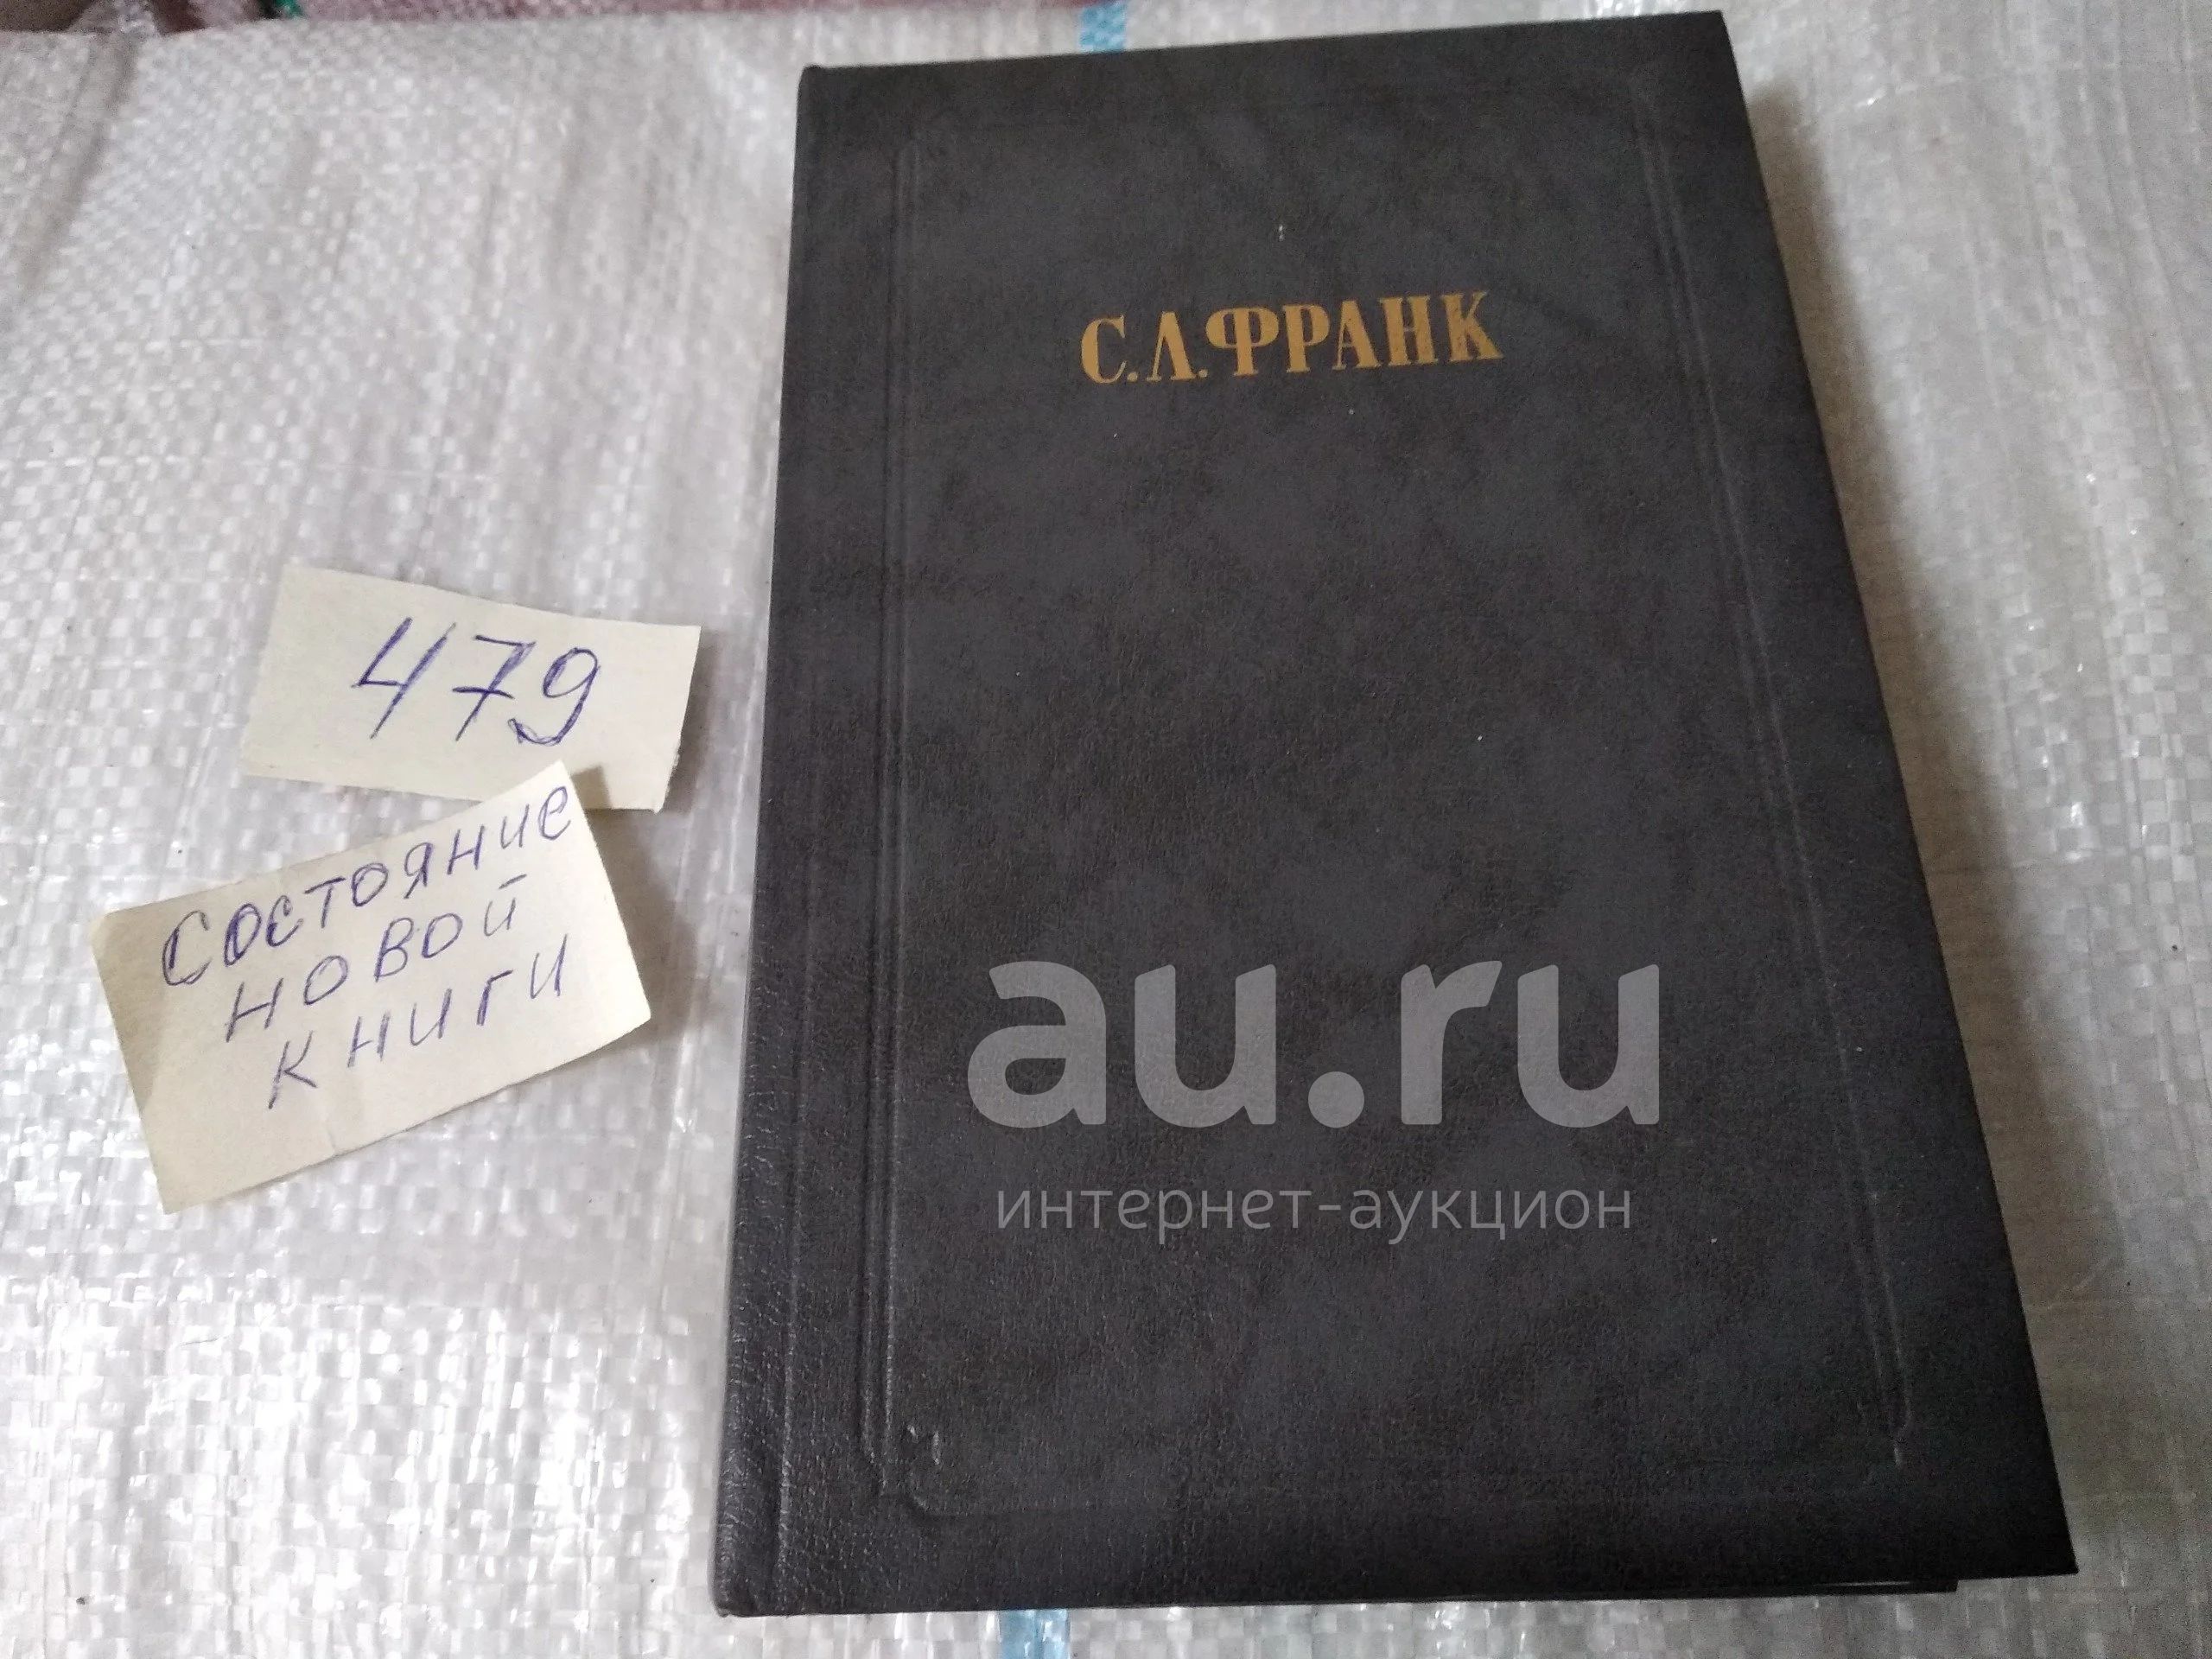 С.Л.ФРАНК
479
состояние
новой
книги
au.ru
интернет-аукцион